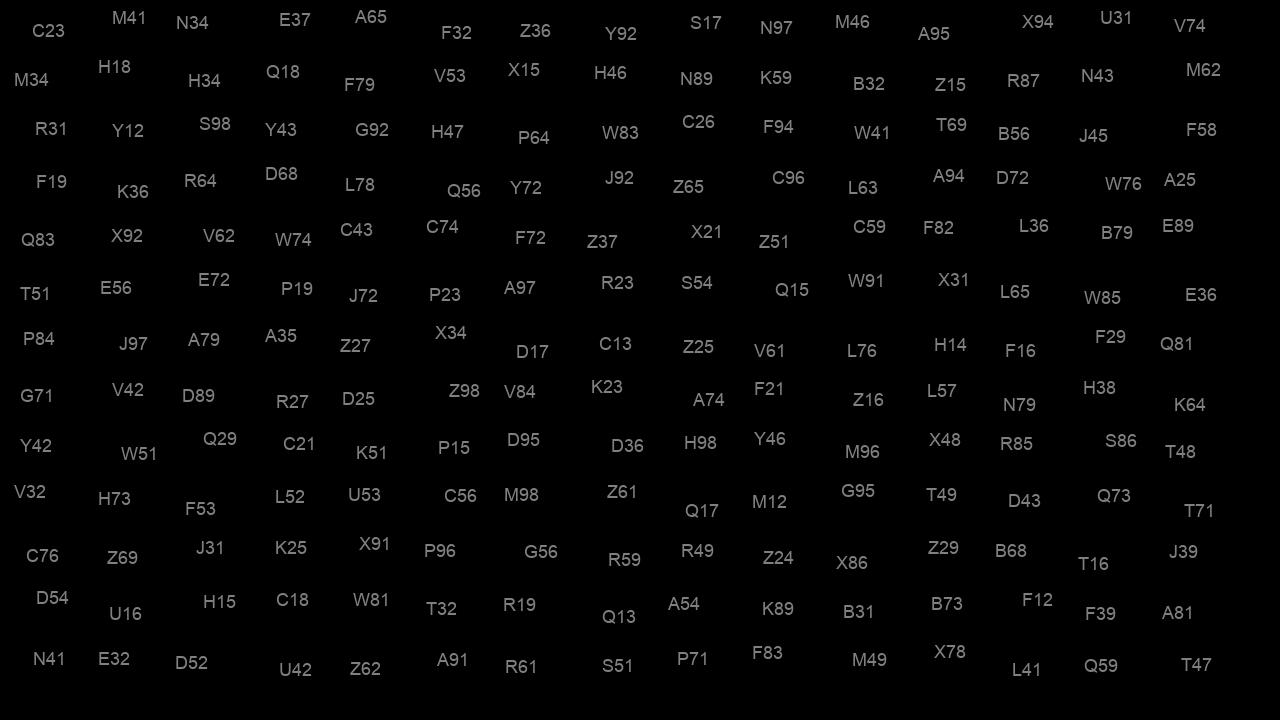 C23 M41 N34 E37 A65 F32 Z36 Y92 S17 N97 M46 A95 X94 U31 V74
M34 H18 H34 Q18 F79 V53 X15 H46 N89 K59 B32 Z15 R87 N43 M62
R31 Y12 S98 Y43 G92 H47 P64 W83 C26 F94 W41 T69 B56 J45 F58
F19 K36 R64 D68 L78 Q56 Y72 J92 Z65 C96 L63 A94 D72 W76 A25
Q83 X92 V62 W74 C43 C74 F72 Z37 X21 Z51 C59 F82 L36 B79 E89
T51 E56 E72 P19 J72 P23 A97 R23 S54 Q15 W91 X31 L65 W85 E36
P84 J97 A79 A35 Z27 X34 D17 C13 Z25 V61 L76 H14 F16 F29 Q81
G71 V42 D89 R27 D25 Z98 V84 K23 A74 F21 Z16 L57 N79 H38 K64
Y42 W51 Q29 C21 K51 P15 D95 D36 H98 Y46 M96 X48 R85 S86 T48
V32 H73 F53 L52 U53 C56 M98 Z61 Q17 M12 G95 T49 D43 Q73 T71
C76 Z69 J31 K25 X91 P96 G56 R59 R49 Z24 X86 Z29 B68 T16 J39
D54 U16 H15 C18 W81 T32 R19 Q13 A54 K89 B31 B73 F12 F39 A81
N41 E32 D52 U42 Z62 A91 R61 S51 P71 F83 M49 X78 L41 Q59 T47